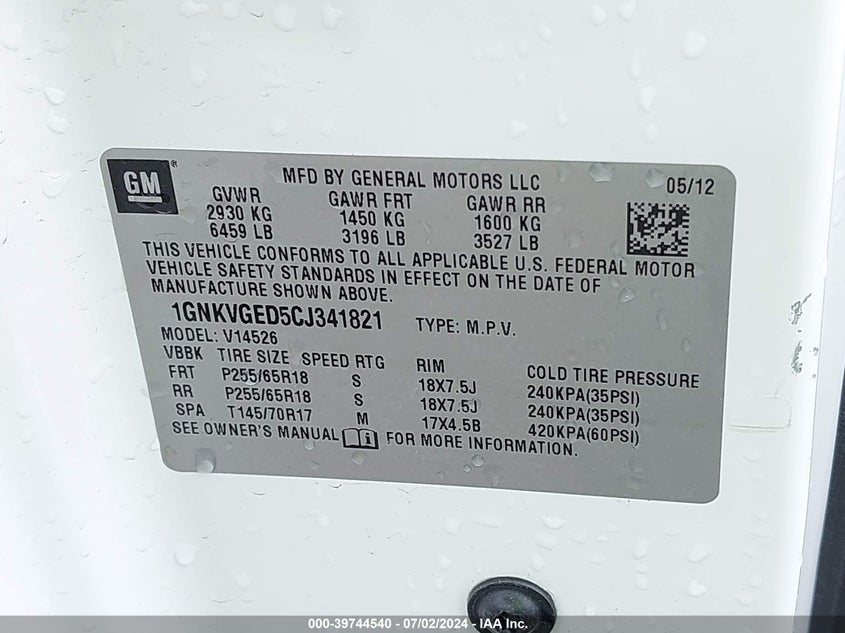 GM®
MFD BY GENERAL MOTORS LLC 05/12
GVWR GAWR FRT GAWR RR
2930 KG 1450 KG 1600 KG
6459 LB 3196 LB 3527 LB
THIS VEHICLE CONFORMS TO ALL APPLICABLE U.S. FEDERAL MOTOR
VEHICLE SAFETY STANDARDS IN EFFECT ON THE DATE OF
MANUFACTURE SHOWN ABOVE.
1GNKVGED5CJ341821 TYPE: M.P.V.
MODEL: V14526
VBBK TIRE SIZE SPEED RTG RIM COLD TIRE PRESSURE
FRT P255/65R18 S 18X7.5J 240KPA(35PSI)
RR P255/65R18 S 18X7.5J 240KPA(35PSI)
SPA T145/70R17 M 17X4.5B 420KPA(60PSI)
SEE OWNER'S MANUAL FOR MORE INFORMATION.
000-39744540 - 07/02/2024 - IAA Inc.